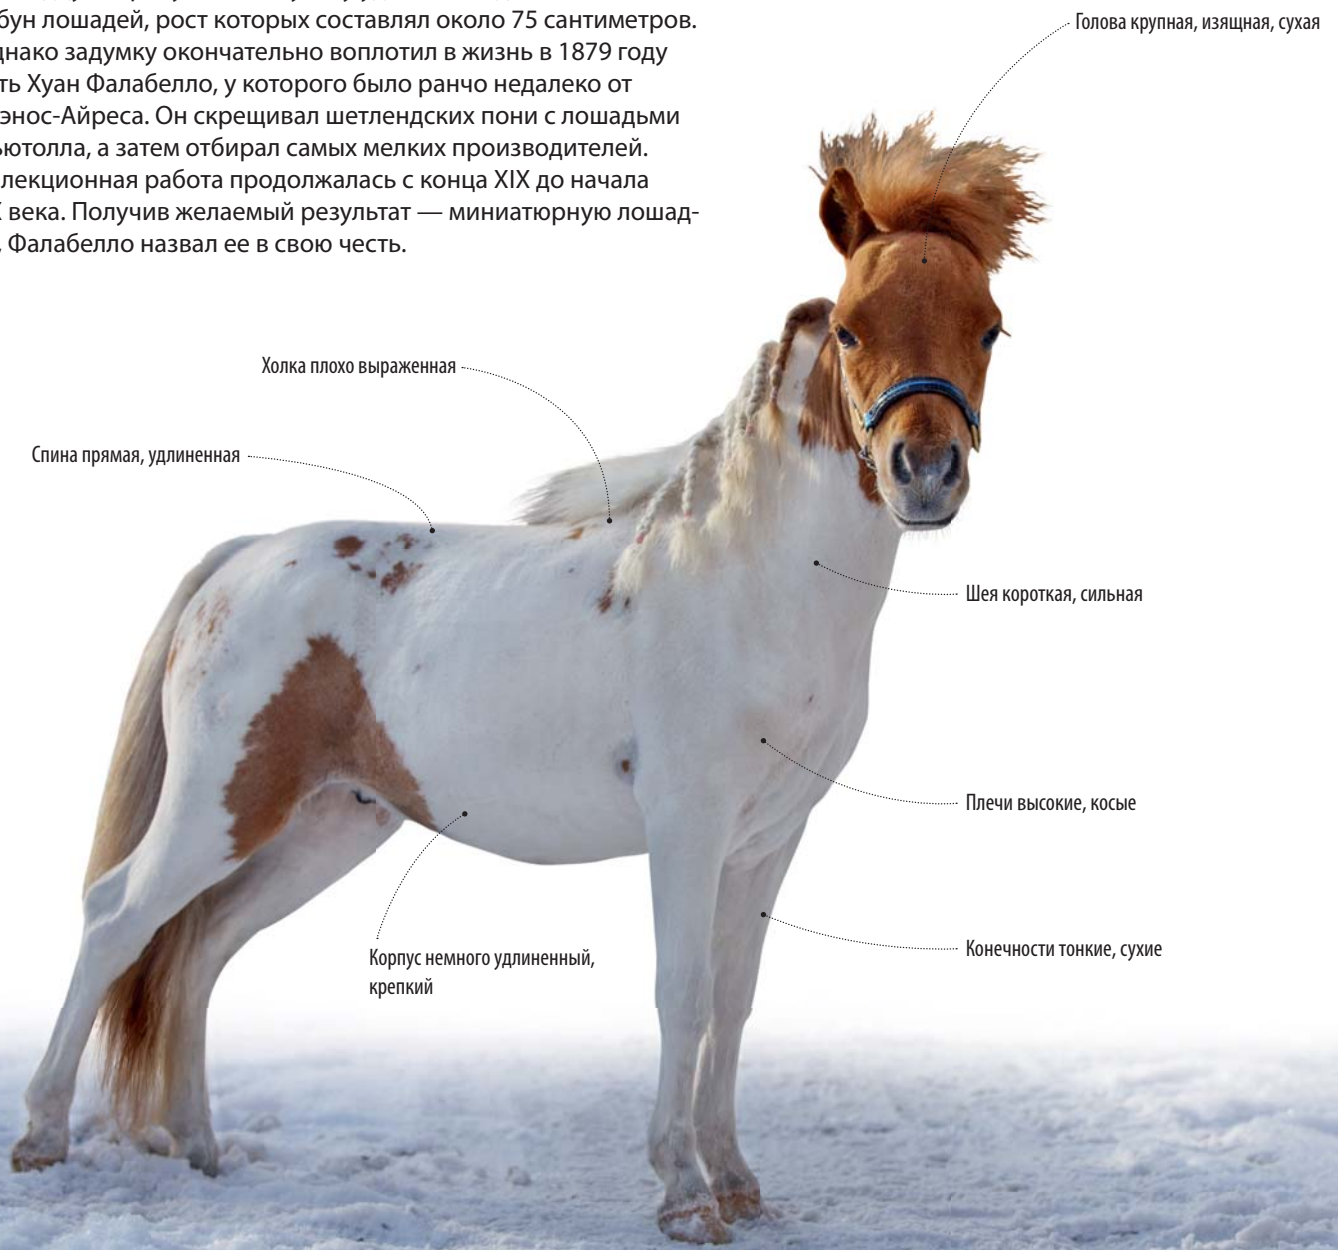 бун лошадей, рост которых составлял около 75 сантиметров.
нако задумку окончательно воплотил в жизнь в 1879 году
ть Хуан Фалабелло, у которого было ранчо недалеко от
энос-Айреса. Он скрещивал шетлендских пони с лошадьми
ютолла, а затем отбирал самых мелких производителей.
лекционная работа продолжалась с конца XIX до начала
века. Получив желаемый результат — миниатюрную лошад-
, Фалабелло назвал ее в свою честь.
Голова крупная, изящная, сухая
Холка плохо выраженная
Спина прямая, удлиненная
Шея короткая, сильная
Плечи высокие, косые
Конечности тонкие, сухие
Корпус немного удлиненный,
крепкий